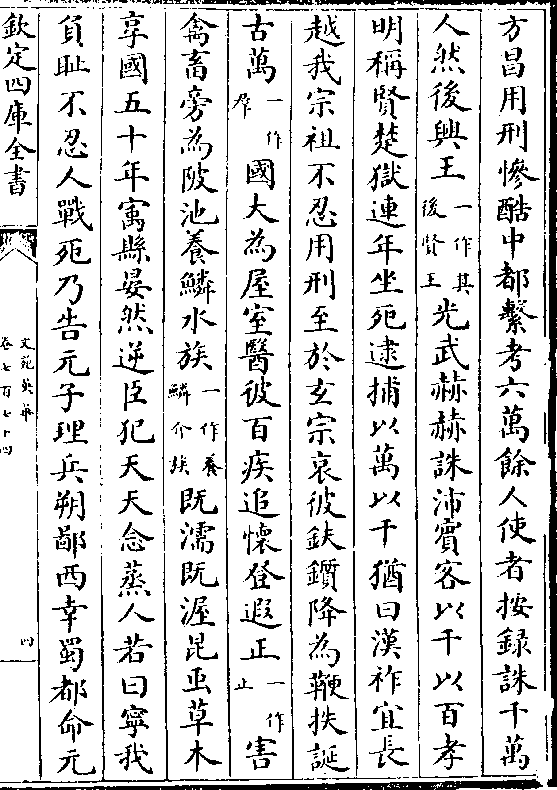 方昌用刑慘酷中都繫考六萬餘人使者按録誅千萬
人然後興王一作其後賢王光武赫赫誅沛賓客以千以百孝
明稱賢楚獄連年坐死逮捕以萬以千猶曰漢祚宜長
越我宗祖不忍用刑至於玄宗哀彼鈇鑕降為鞭抶誕
古萬一作羣國大為屋室醫彼百疾追懷登遐正一作止害
禽畜旁為陂池養鱗水族一作養鱗介族既濡既渥昆虫草木
享國五十年寓縣晏然逆臣犯天天念蒸人若曰寧我
負耻不忍人戰死乃告元子理兵朔鄙西幸蜀都命元
欽定四庫全書
文苑英華
卷七百七十四
四